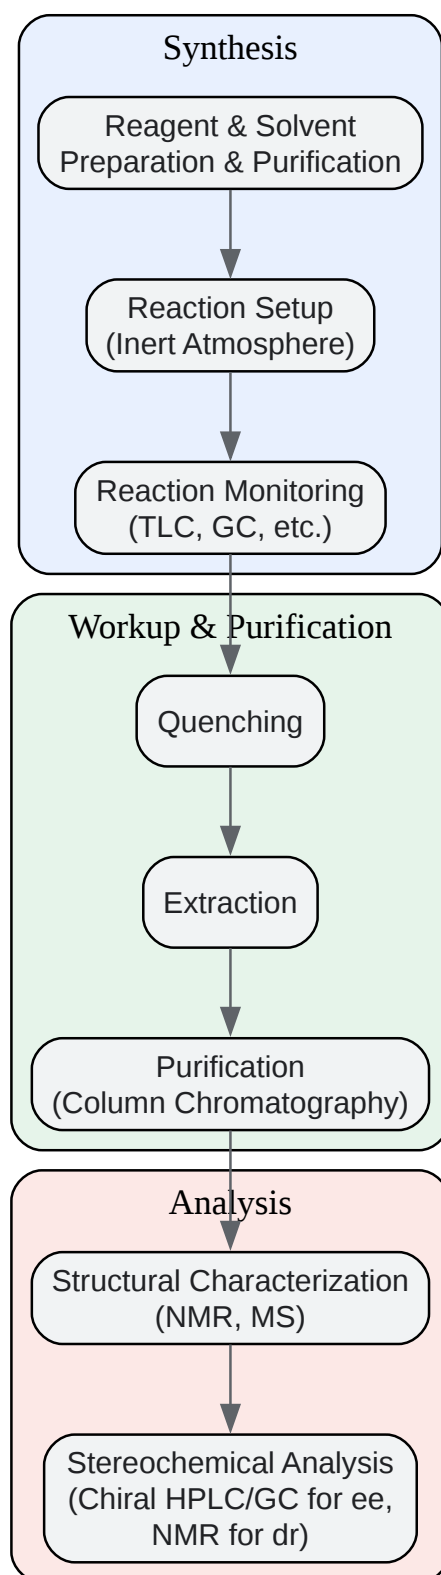 Synthesis
Reagent & Solvent
Preparation & Purification
Reaction Setup
(Inert Atmosphere)
Reaction Monitoring
(TLC, GC, etc.)
Workup & Purification
Quenching
Extraction
Purification
(Column Chromatography)
Analysis
Structural Characterization
(NMR, MS)
Stereochemical Analysis
(Chiral HPLC/GC for ee,
NMR for dr)